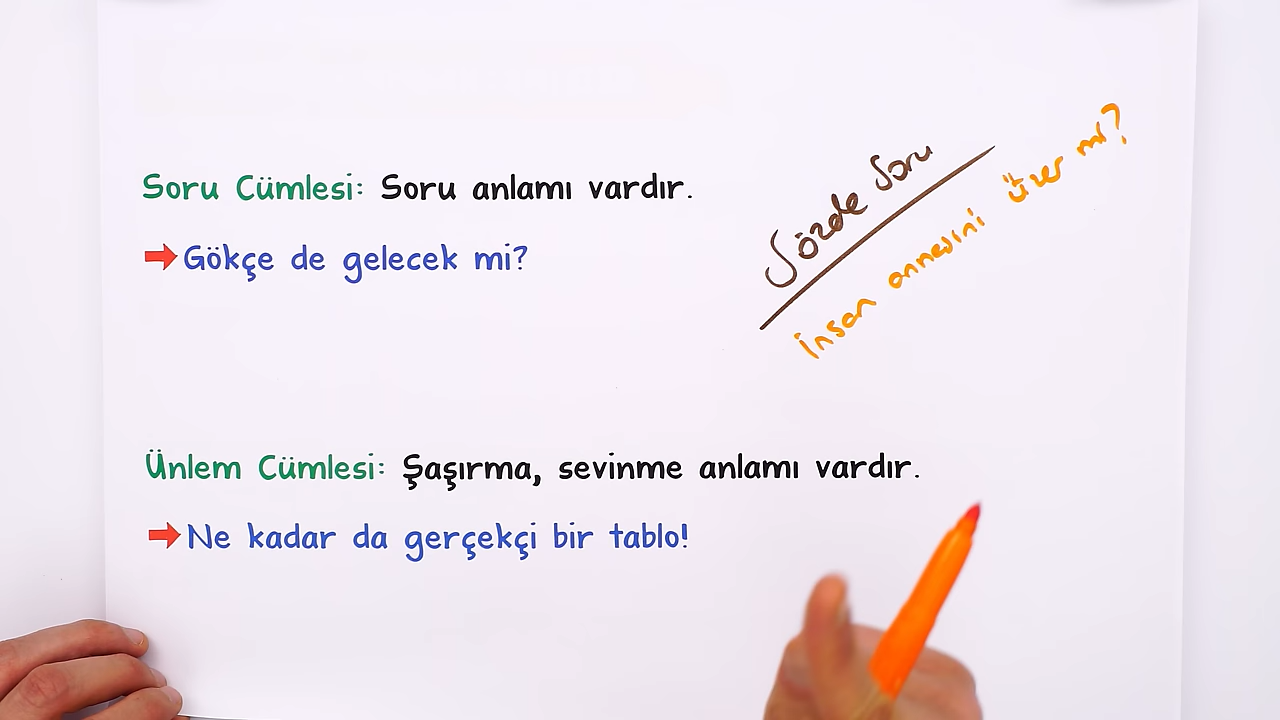 Soru Cümlesi: Soru anlamı vardır.
Gökçe de gelecek mi?
Sözde Soru
İnsan annesini üzer mi?
Ünlem Cümlesi: Şaşırma, sevinme anlamı vardır.
Ne kadar da gerçekçi bir tablo!